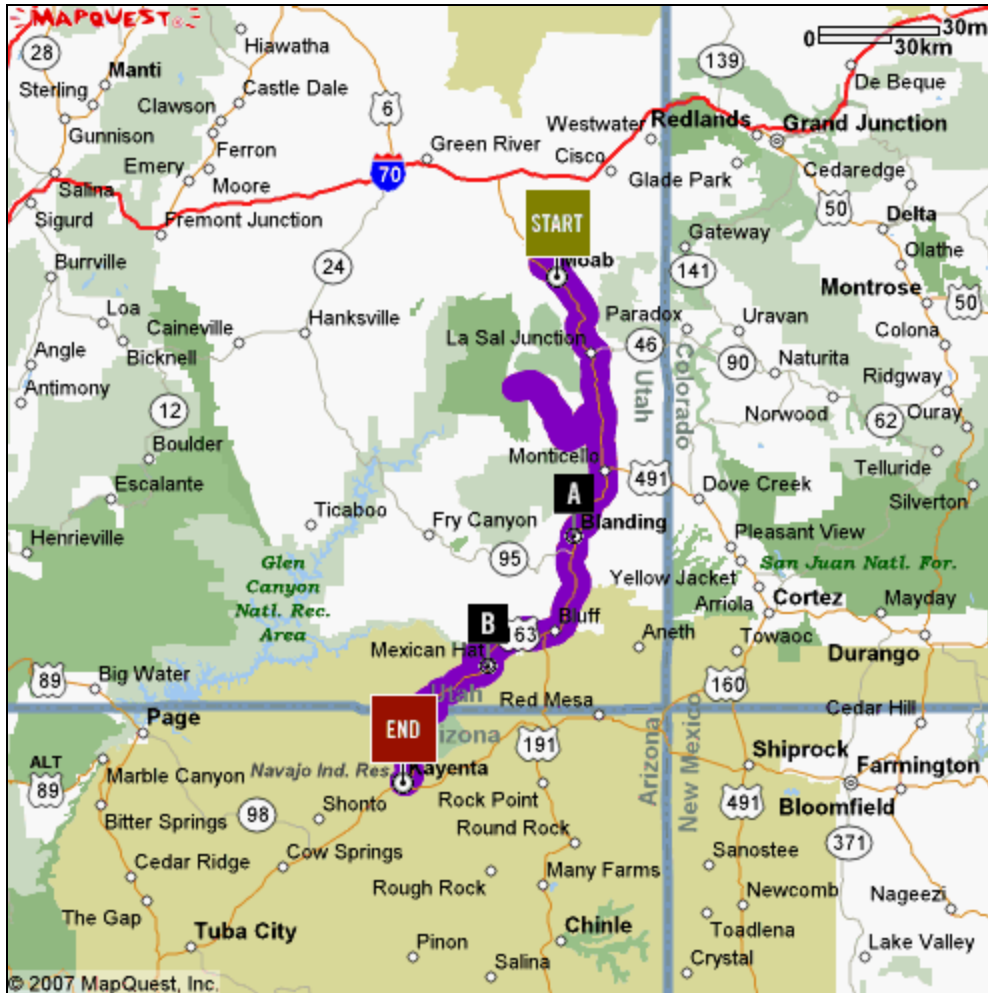 MAPQUEST
0 30m
30km
28
Hiawatha
139
Manti
De Beque
Sterling
Castle Dale
6
Clawson
Westwater
Redlands
Grand Junction
Gunnison
Green River
Ferron
Cisco
Emery
70
Cedaredge
Salina
Moore
Glade Park
Sigurd
Fremont Junction
START
50
Delta
Gateway
Olathe
Moab
Burrville
24
141
Montrose
50
Loa
Hanksville
Paradox
Uravan
Colona
Caineville
La Sal Junction
46
Angle
Bicknell
90
Naturita
Antimony
Utah
Colorado
Ridgway
12
Norwood
62
Ouray
Boulder
Monticello
Telluride
491
Dove Creek
Escalante
A
Silverton
Ticaboo
Fry Canyon
Blanding
Pleasant View
Henrieville
95
Glen
Canyon
Natl. Rec.
Area
San Juan Natl. For.
Yellow Jacket
Cortez
Arriola
Mayday
B
63
Bluff
Aneth
Towaoc
Mexican Hat
Durango
89
Big Water
160
Utah
Red Mesa
Page
END
Cedar Hill
izona
191
Arizona
New Mexico
ALT
89
Marble Canyon
Navajo Ind. Res.
Kayenta
Shiprock
Farmington
Shonto
Rock Point
491
Bloomfield
Bitter Springs
98
Round Rock
371
Cedar Ridge
Cow Springs
Sanostee
Rough Rock
Many Farms
Newcomb
Nageezi
The Gap
Tuba City
Chinle
Toadlena
Pinon
Lake Valley
Salina
Crystal
© 2007 MapQuest, Inc.